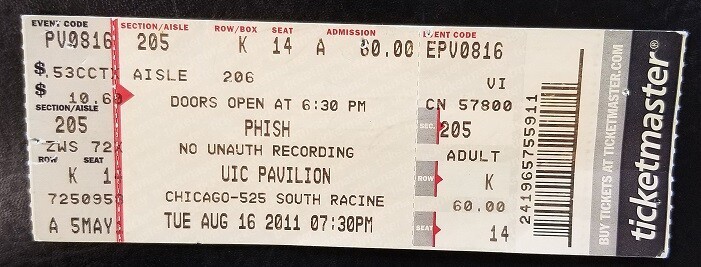 EVENT CODE SECTION/AISLE ROW/BOX SEAT ADMISSION EVENT CODE
PV0816 205 K 14 A 60.00 EPV0816
$ .53CCTX AISLE 206 VI
$ 10.60 DOORS OPEN AT 6:30 PM CN 57800
SECTION/AISLE PHISH SEC. 205
205 NO UNAUTH RECORDING ADULT
ZWS 72X
ROW SEAT UIC PAVILION ROW K
K 1
7250950 CHICAGO-525 SOUTH RACINE 60.00
A 5MAY TUE AUG 16 2011 07:30PM SEAT 14
241965755911
BUY TICKETS AT TICKETMASTER.COM
ticketmaster®